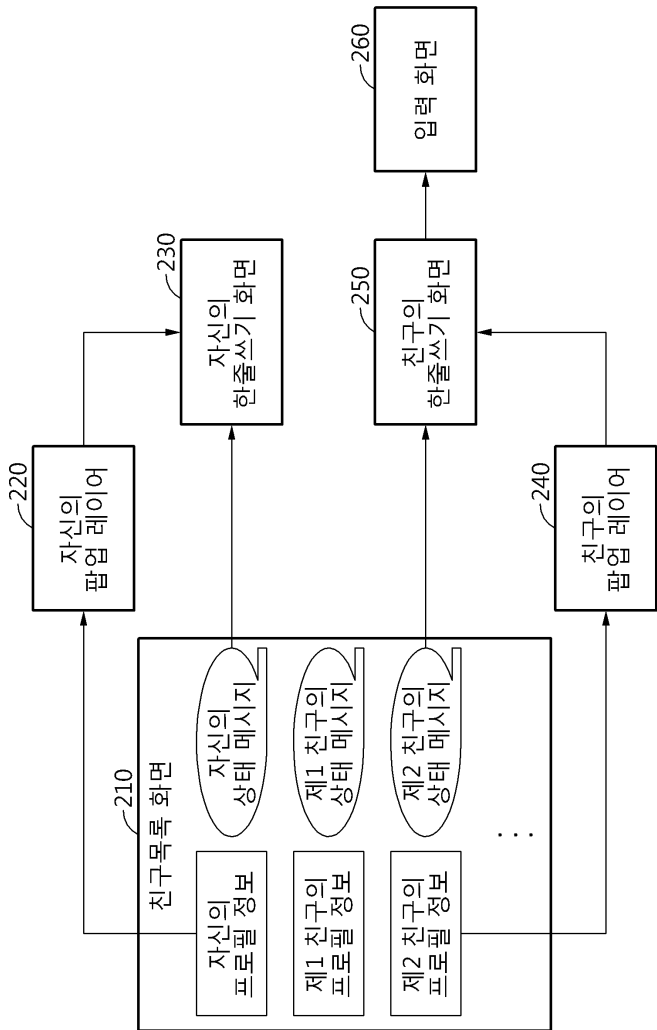 210
친구목록 화면
자신의
프로필 정보
자신의
상태 메시지
제1 친구의
프로필 정보
제1 친구의
상태 메시지
제2 친구의
프로필 정보
제2 친구의
상태 메시지
...
220
자신의
팝업 레이어
230
자신의
한줄쓰기 화면
240
친구의
팝업 레이어
250
친구의
한줄쓰기 화면
260
입력 화면